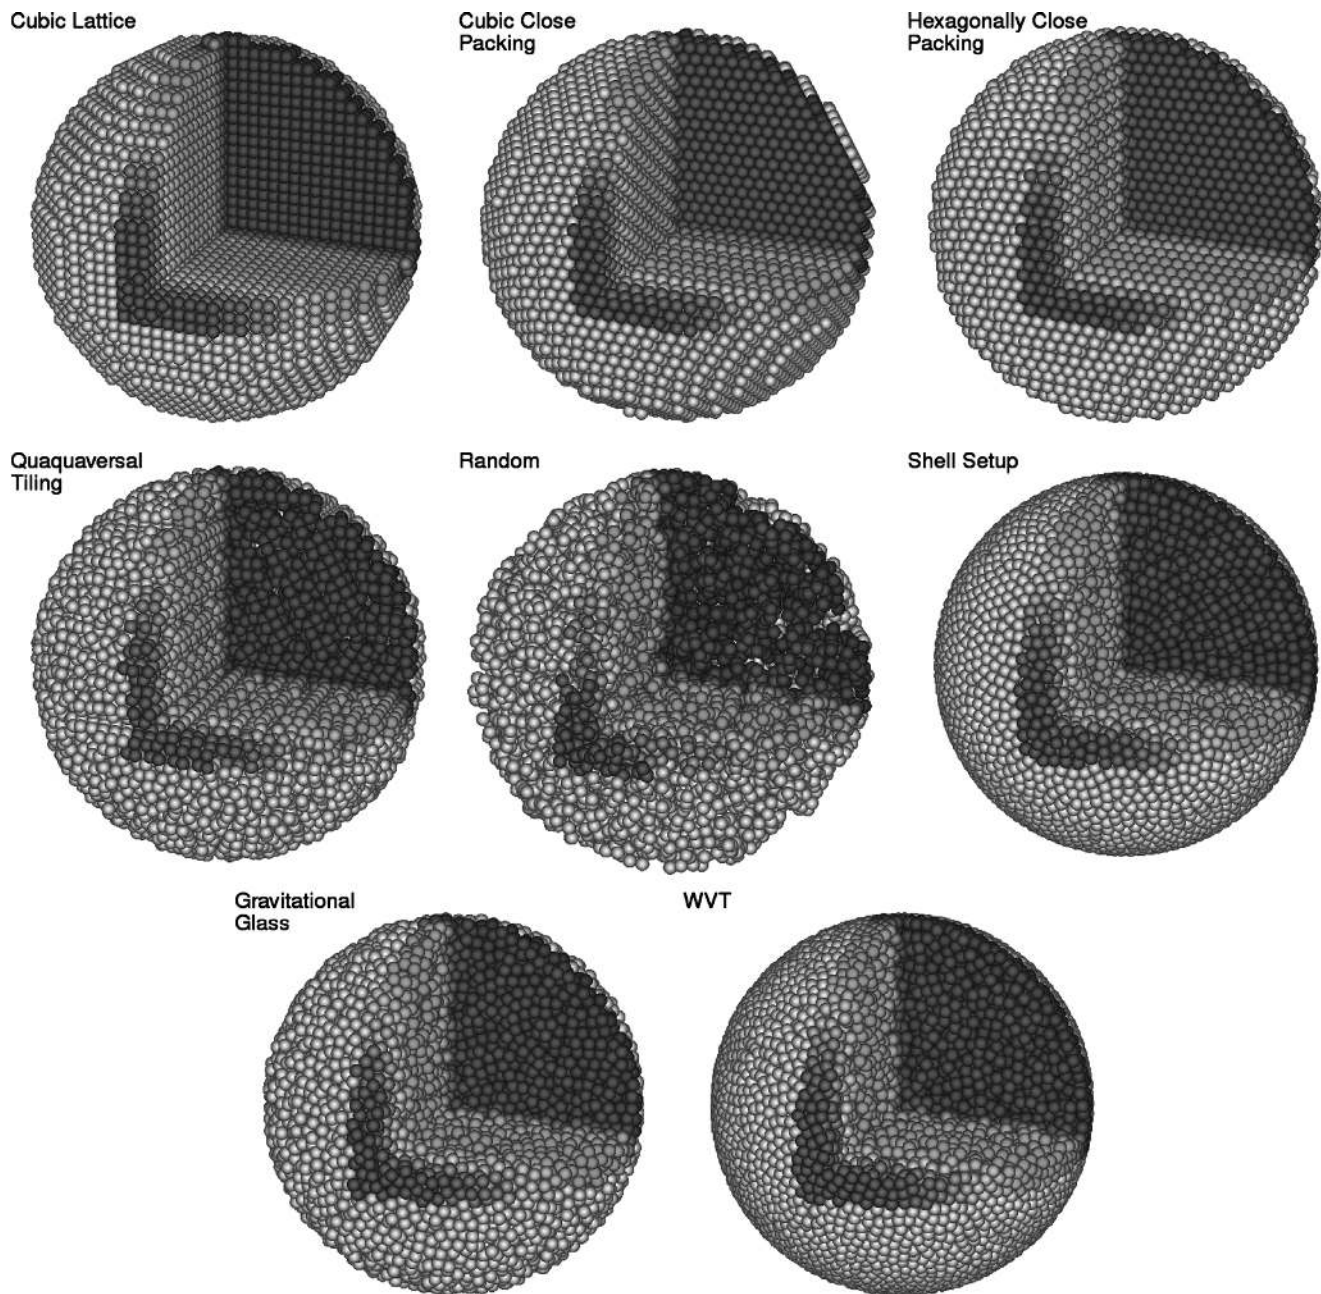 Cubic Lattice
Cubic Close
Packing
Hexagonally Close
Packing
Quaquaversal
Tiling
Random
Shell Setup
Gravitational
Glass
WVT